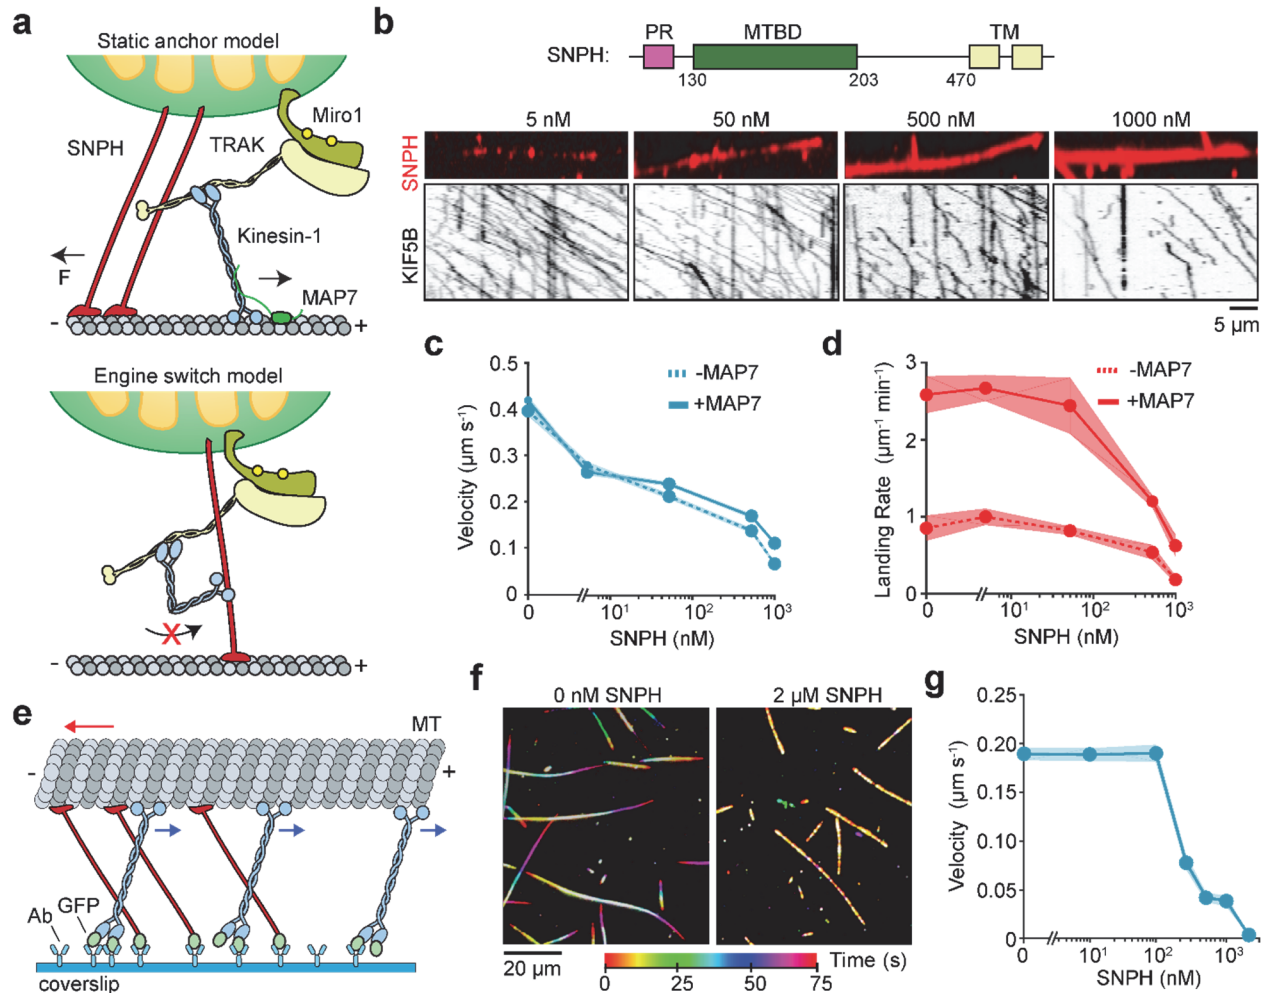 a
Static anchor model
SNPH
TRAK
Miro1
Kinesin-1
F
MAP7
-
+
Engine switch model
X
-
+
b
SNPH:
PR
MTBD
TM
130
203
470
5 nM
50 nM
500 nM
1000 nM
SNPH
KIF5B
5 µm
c
0.5
0.4
0.3
0.2
0.1
0
Velocity (µm s⁻¹)
-MAP7
+MAP7
0
10¹
10²
10³
SNPH (nM)
d
3
2
1
0
Landing Rate (µm⁻¹ min⁻¹)
-MAP7
+MAP7
0
10¹
10²
10³
SNPH (nM)
e
MT
-
+
Ab
GFP
coverslip
f
0 nM SNPH
2 µM SNPH
20 µm
Time (s)
0
25
50
75
g
0.25
0.20
0.15
0.10
0.05
0
Velocity (µm s⁻¹)
0
10¹
10²
10³
SNPH (nM)